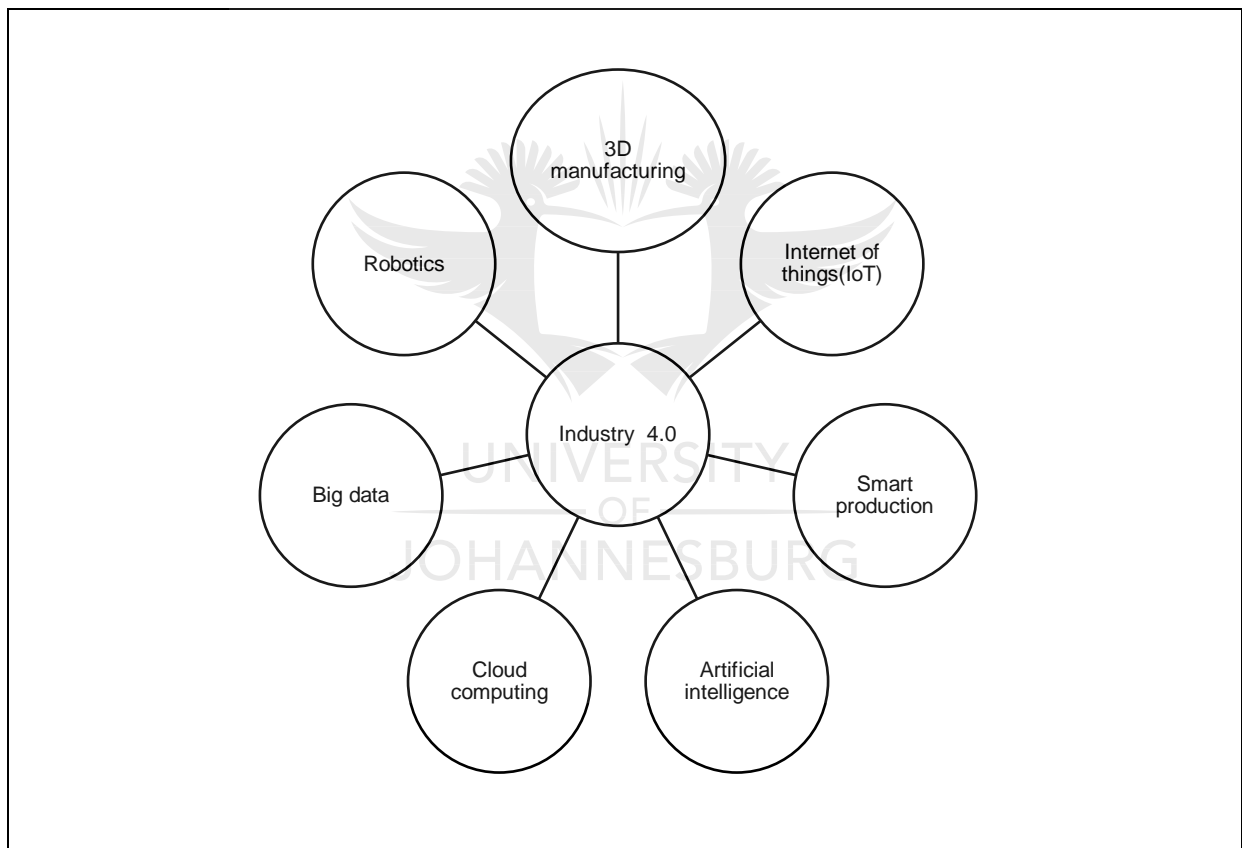 3D
manufacturing
Robotics
Internet of
things(IoT)
Industry 4.0
Big data
Smart
production
Cloud
computing
Artificial
intelligence
UNIVERSITY
OF
JOHANNESBURG